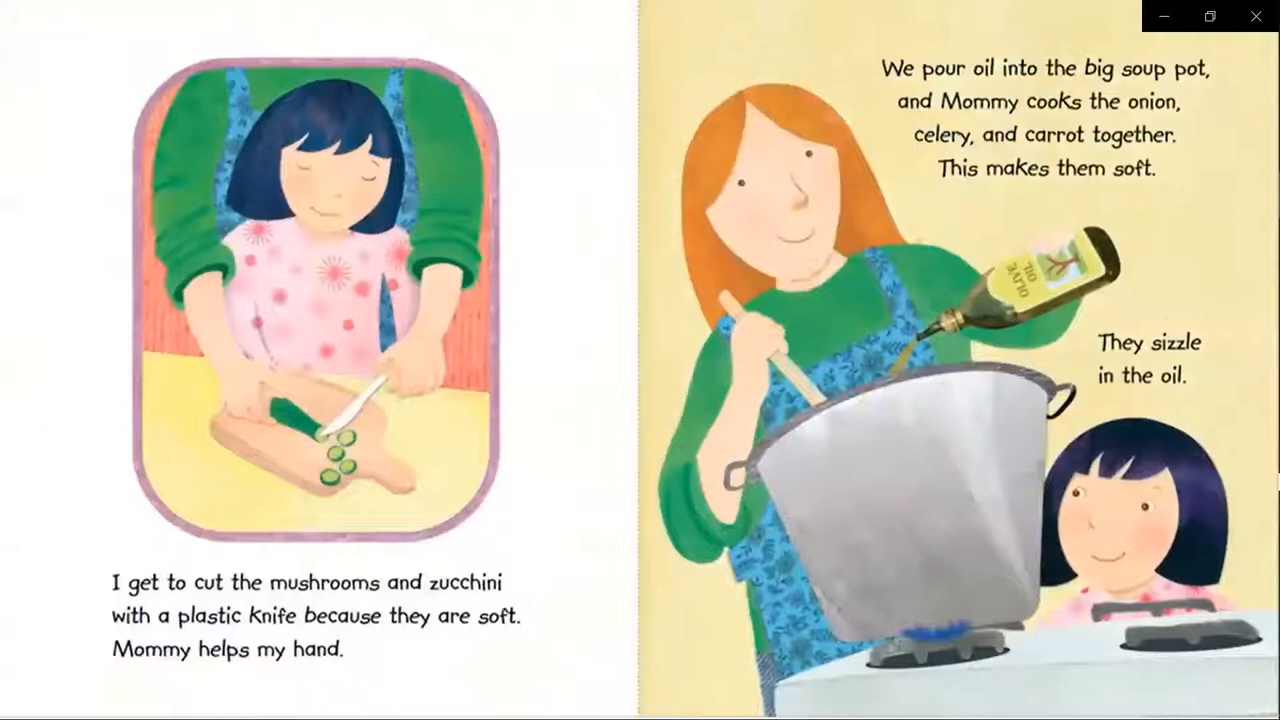 I get to cut the mushrooms and zucchini
with a plastic knife because they are soft.
Mommy helps my hand.
We pour oil into the big soup pot,
and Mommy cooks the onion,
celery, and carrot together.
This makes them soft.
OLIVE
OIL
They sizzle
in the oil.